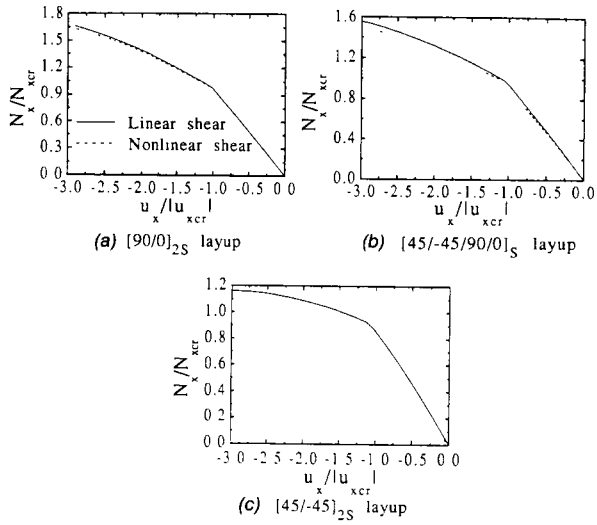 1.8
1.5
1.2
0.9
0.6
0.3
0.0
N_x/N_xcr
Linear shear
Nonlinear shear
-3.0 -2.5 -2.0 -1.5 -1.0 -0.5 0.0
u_x/|u_xcr|
(a) [90/0]_2S layup
1.6
1.2
0.8
0.4
0.0
N_x/N_xcr
-3.0 -2.5 -2.0 -1.5 -1.0 -0.5 0.0
u_x/|u_xcr|
(b) [45/-45/90/0]_S layup
1.2
1.0
0.8
0.6
0.4
0 2
0 0
N_x/N_xcr
-3 0 -2.5 -2.0 -1 5 -1 0 -0.5 0 0
u_x/|u_xcr|
(c) [45/-45]_2S layup